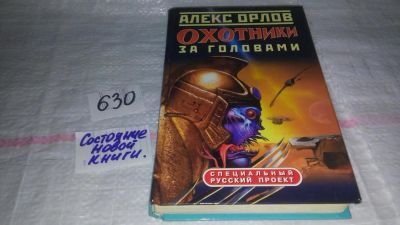 АЛЕКС ОРЛОВ
ОХОТНИКИ
ЗА ГОЛОВАМИ
630
Состояние
новой
книги.
СПЕЦИАЛЬНЫЙ
РУССКИЙ ПРОЕКТ